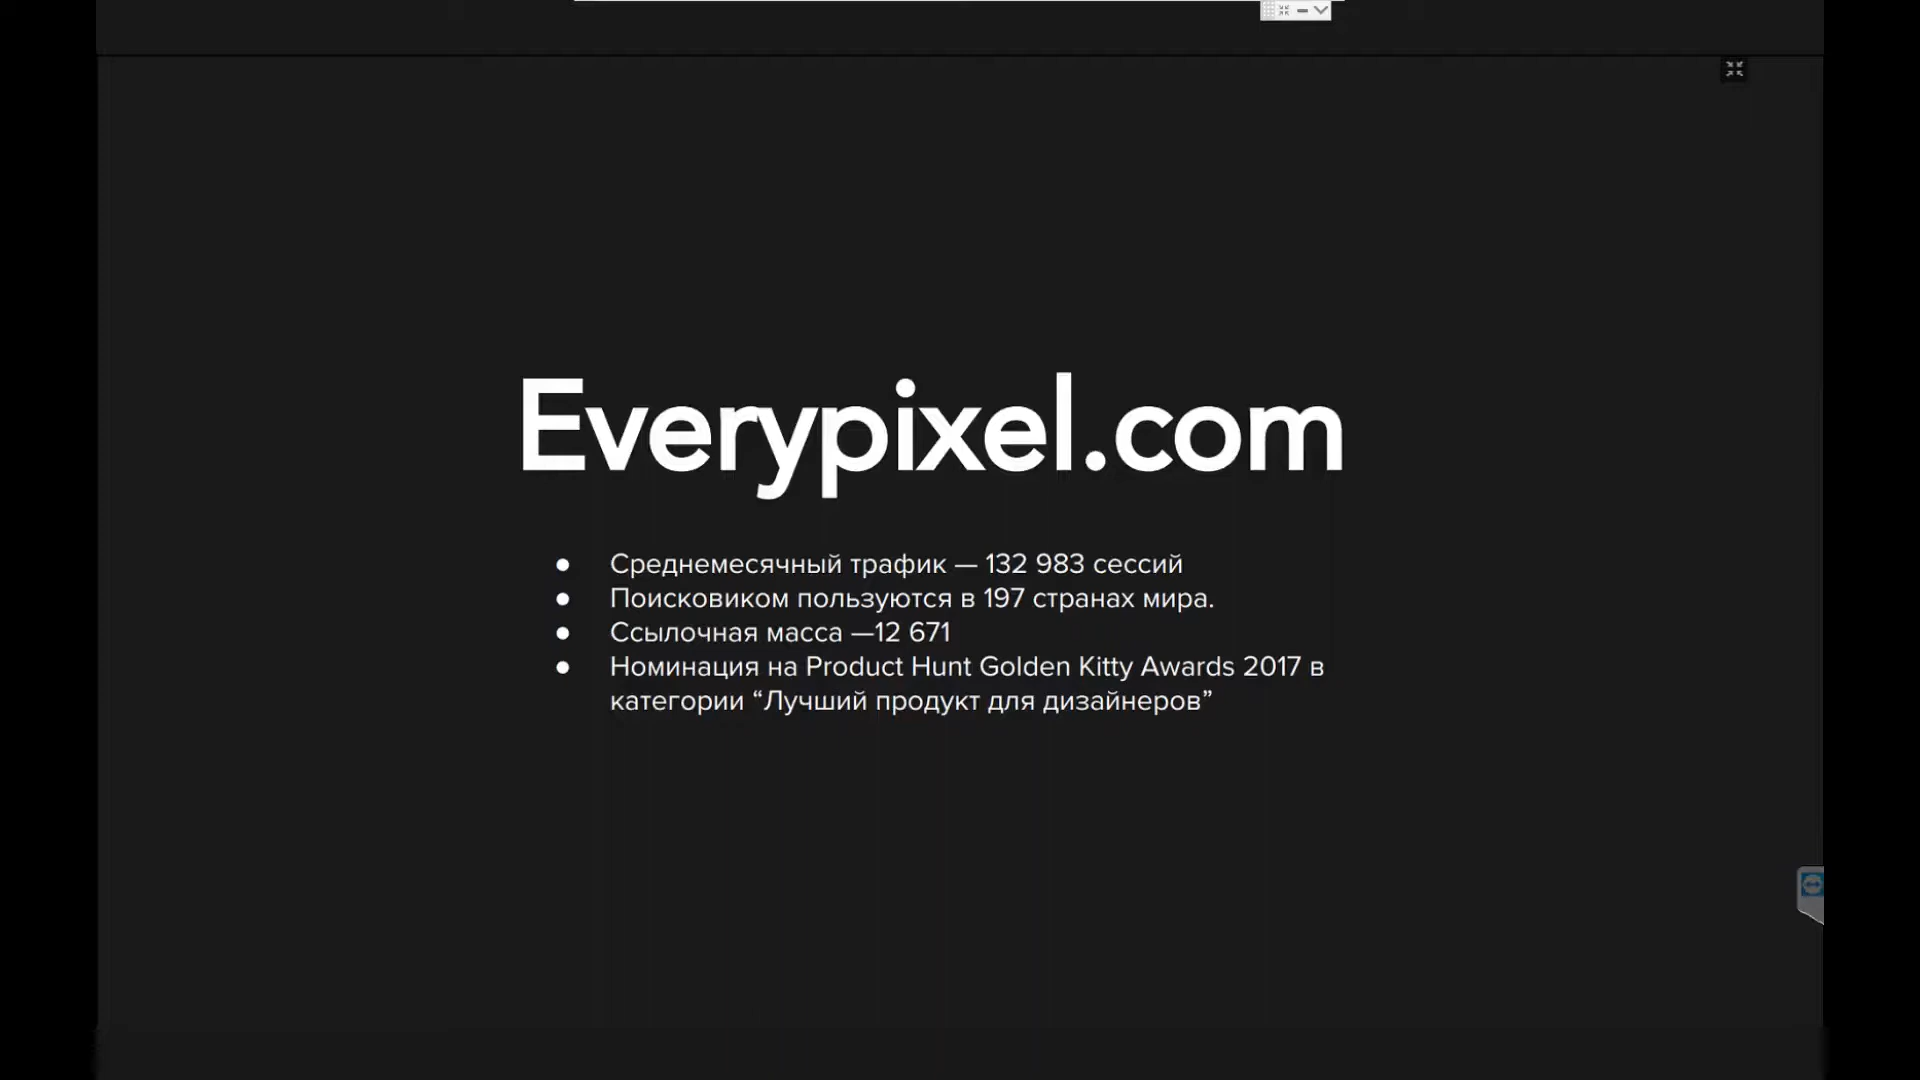 Everypixel.com
● Среднемесячный трафик — 132 983 сессий
● Поисковиком пользуются в 197 странах мира.
● Ссылочная масса —12 671
● Номинация на Product Hunt Golden Kitty Awards 2017 в
категории “Лучший продукт для дизайнеров”